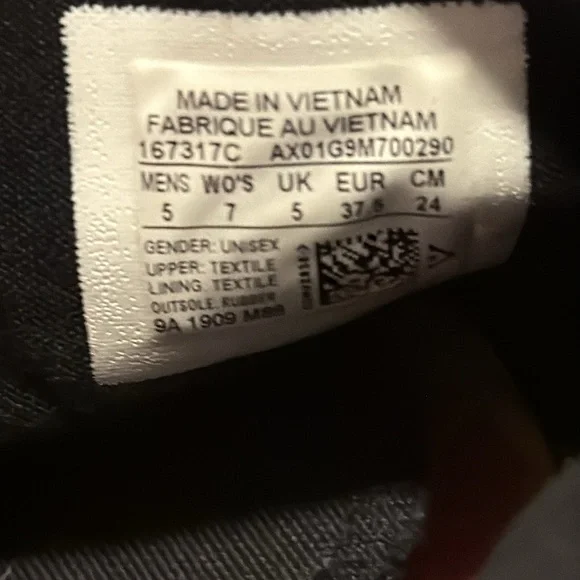 MADE IN VIETNAM
FABRIQUE AU VIETNAM
167317C AX01G9M700290
MENS WO'S UK EUR CM
5 7 5 37.5 24
GENDER: UNISEX
UPPER: TEXTILE
LINING: TEXTILE
OUTSOLE: RUBBER
9A 1909